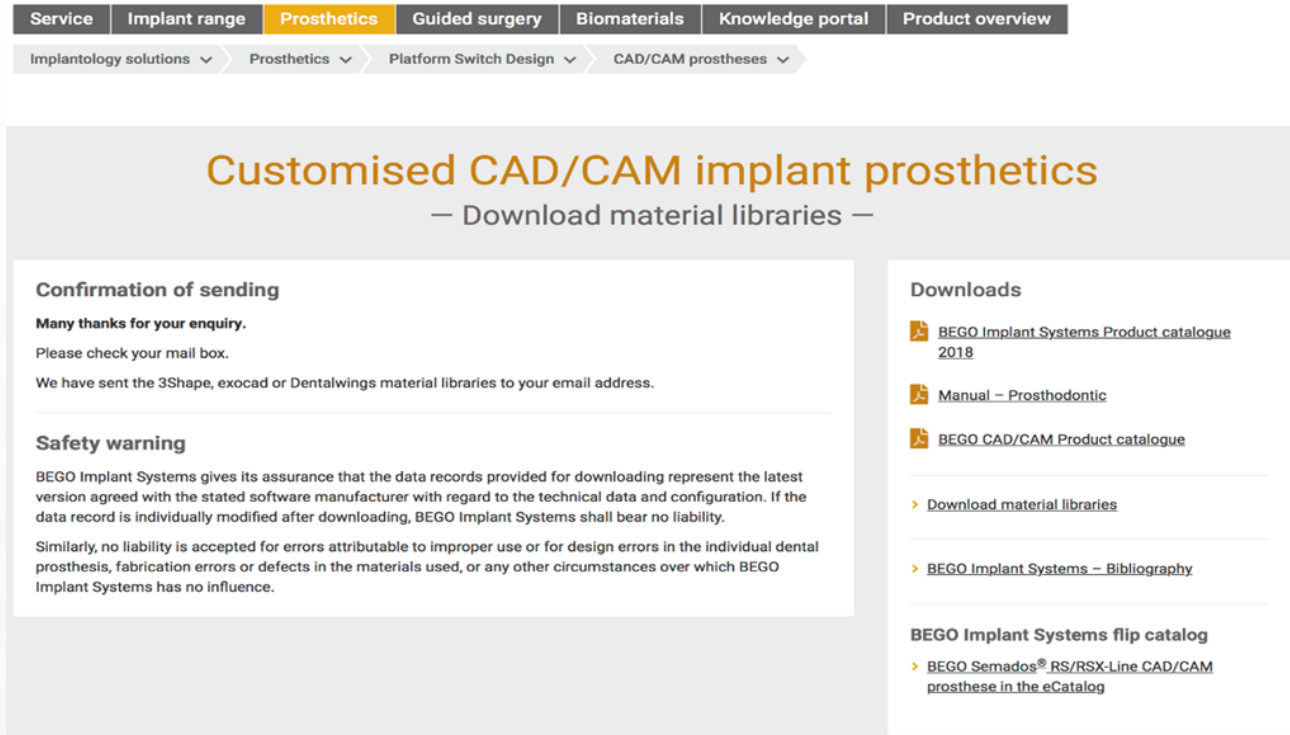 Service Implant range Prosthetics Guided surgery Biomaterials Knowledge portal Product overview
Implantology solutions Prosthetics Platform Switch Design CAD/CAM prostheses
Customised CAD/CAM implant prosthetics
— Download material libraries —
Confirmation of sending
Many thanks for your enquiry.
Please check your mail box.
We have sent the 3Shape, exocad or Dentalwings material libraries to your email address.
Safety warning
BEGO Implant Systems gives its assurance that the data records provided for downloading represent the latest
version agreed with the stated software manufacturer with regard to the technical data and configuration. If the
data record is individually modified after downloading, BEGO Implant Systems shall bear no liability.
Similarly, no liability is accepted for errors attributable to improper use or for design errors in the individual dental
prosthesis, fabrication errors or defects in the materials used, or any other circumstances over which BEGO
Implant Systems has no influence.
Downloads
BEGO Implant Systems Product catalogue
2018
Manual – Prosthodontic
BEGO CAD/CAM Product catalogue
Download material libraries
BEGO Implant Systems – Bibliography
BEGO Implant Systems flip catalog
BEGO Semados® RS/RSX-Line CAD/CAM
prothese in the eCatalog